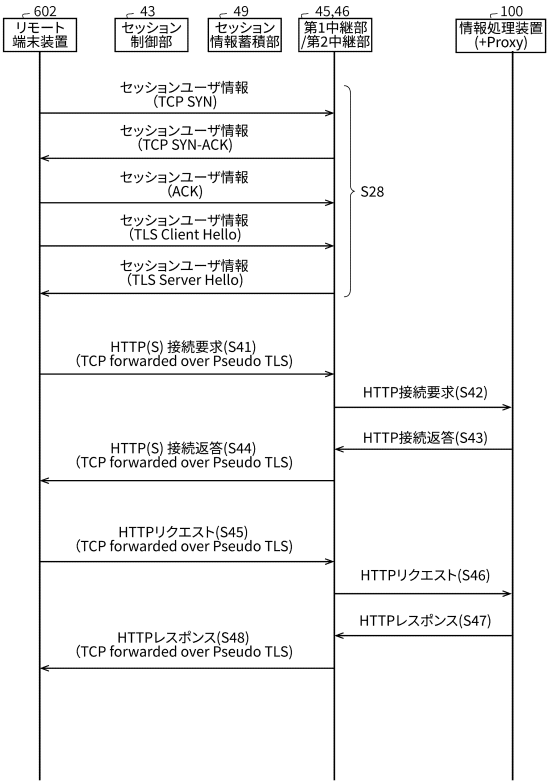 602
リモート
端末装置
43
セッション
制御部
49
セッション
情報蓄積部
45,46
第1中継部
/第2中継部
100
情報処理装置
(+Proxy)
セッションユーザ情報
(TCP SYN)
セッションユーザ情報
(TCP SYN-ACK)
セッションユーザ情報
(ACK)
セッションユーザ情報
(TLS Client Hello)
セッションユーザ情報
(TLS Server Hello)
S28
HTTP(S) 接続要求(S41)
(TCP forwarded over Pseudo TLS)
HTTP接続要求(S42)
HTTP接続返答(S43)
HTTP(S) 接続返答(S44)
(TCP forwarded over Pseudo TLS)
HTTPリクエスト(S45)
(TCP forwarded over Pseudo TLS)
HTTPリクエスト(S46)
HTTPレスポンス(S47)
HTTPレスポンス(S48)
(TCP forwarded over Pseudo TLS)